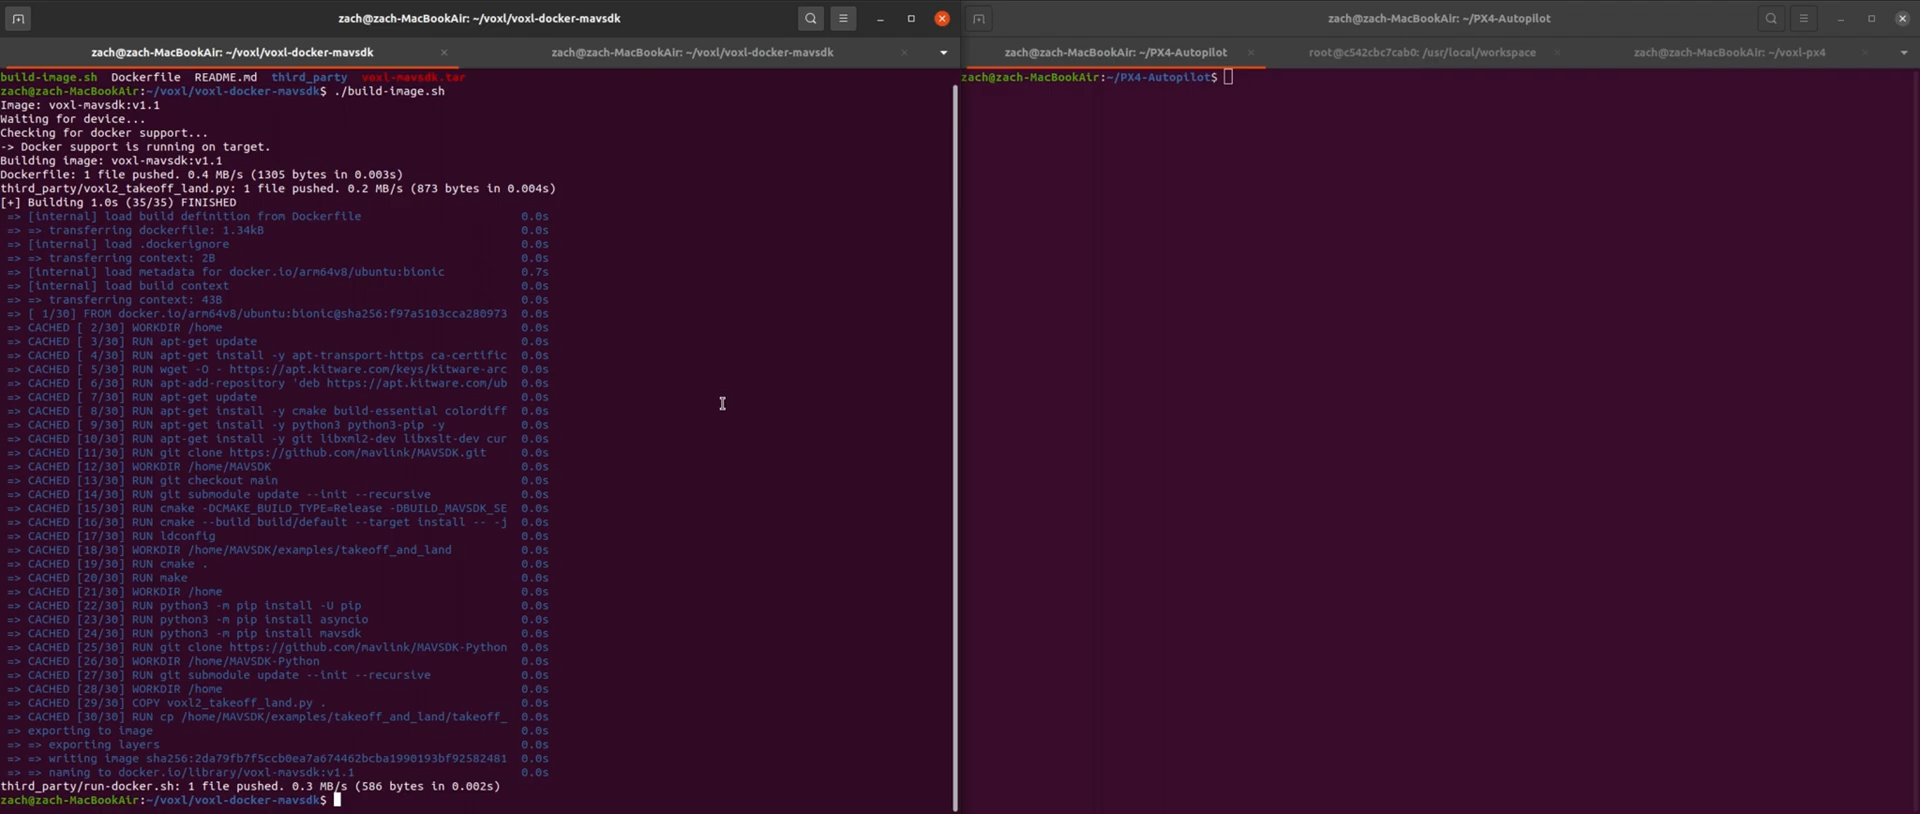 zach@zach-MacBookAir: ~/voxl/voxl-docker-mavsdk
zach@zach-MacBookAir: ~/voxl/voxl-docker-mavsdk
zach@zach-MacBookAir: ~/voxl/voxl-docker-mavsdk
build-image.sh Dockerfile README.md third_party voxl-mavsdk.tar
zach@zach-MacBookAir:~/voxl/voxl-docker-mavsdk$ ./build-image.sh
Image: voxl-mavsdk:v1.1
Waiting for device...
Checking for docker support...
-> Docker support is running on target.
Building image: voxl-mavsdk:v1.1
Dockerfile: 1 file pushed. 0.4 MB/s (1305 bytes in 0.003s)
third_party/voxl2_takeoff_land.py: 1 file pushed. 0.2 MB/s (873 bytes in 0.004s)
[+] Building 1.0s (35/35) FINISHED
=> [internal] load build definition from Dockerfile 0.0s
=> => transferring dockerfile: 1.34kB 0.0s
=> [internal] load .dockerignore 0.0s
=> => transferring context: 2B 0.0s
=> [internal] load metadata for docker.io/arm64v8/ubuntu:bionic 0.7s
=> [internal] load build context 0.0s
=> => transferring context: 43B 0.0s
=> [ 1/30] FROM docker.io/arm64v8/ubuntu:bionic@sha256:f97a5103cca280973 0.0s
=> CACHED [ 2/30] WORKDIR /home 0.0s
=> CACHED [ 3/30] RUN apt-get update 0.0s
=> CACHED [ 4/30] RUN apt-get install -y apt-transport-https ca-certific 0.0s
=> CACHED [ 5/30] RUN wget -O - https://apt.kitware.com/keys/kitware-arc 0.0s
=> CACHED [ 6/30] RUN apt-add-repository 'deb https://apt.kitware.com/ub 0.0s
=> CACHED [ 7/30] RUN apt-get update 0.0s
=> CACHED [ 8/30] RUN apt-get install -y cmake build-essential colordiff 0.0s
=> CACHED [ 9/30] RUN apt-get install -y python3 python3-pip -y 0.0s
=> CACHED [10/30] RUN apt-get install -y git libxml2-dev libxslt-dev cur 0.0s
=> CACHED [11/30] RUN git clone https://github.com/mavlink/MAVSDK.git 0.0s
=> CACHED [12/30] WORKDIR /home/MAVSDK 0.0s
=> CACHED [13/30] RUN git checkout main 0.0s
=> CACHED [14/30] RUN git submodule update --init --recursive 0.0s
=> CACHED [15/30] RUN cmake -DCMAKE_BUILD_TYPE=Release -DBUILD_MAVSDK_SE 0.0s
=> CACHED [16/30] RUN cmake --build build/default --target install -- -j 0.0s
=> CACHED [17/30] RUN ldconfig 0.0s
=> CACHED [18/30] WORKDIR /home/MAVSDK/examples/takeoff_and_land 0.0s
=> CACHED [19/30] RUN cmake . 0.0s
=> CACHED [20/30] RUN make 0.0s
=> CACHED [21/30] WORKDIR /home 0.0s
=> CACHED [22/30] RUN python3 -m pip install -U pip 0.0s
=> CACHED [23/30] RUN python3 -m pip install asyncio 0.0s
=> CACHED [24/30] RUN python3 -m pip install mavsdk 0.0s
=> CACHED [25/30] RUN git clone https://github.com/mavlink/MAVSDK-Python 0.0s
=> CACHED [26/30] WORKDIR /home/MAVSDK-Python 0.0s
=> CACHED [27/30] RUN git submodule update --init --recursive 0.0s
=> CACHED [28/30] WORKDIR /home 0.0s
=> CACHED [29/30] COPY voxl2_takeoff_land.py . 0.0s
=> CACHED [30/30] RUN cp /home/MAVSDK/examples/takeoff_and_land/takeoff_ 0.0s
=> exporting to image 0.0s
=> => exporting layers 0.0s
=> => writing image sha256:2da79fb7f5ccb0ea7a674462bcba1990193bf92582481 0.0s
=> => naming to docker.io/library/voxl-mavsdk:v1.1 0.0s
third_party/run-docker.sh: 1 file pushed. 0.3 MB/s (586 bytes in 0.002s)
zach@zach-MacBookAir:~/voxl/voxl-docker-mavsdk$
zach@zach-MacBookAir: ~/PX4-Autopilot
zach@zach-MacBookAir: ~/PX4-Autopilot
root@c542cbc7cab0: /usr/local/workspace
zach@zach-MacBookAir: ~/voxl-px4
zach@zach-MacBookAir:~/PX4-Autopilot$